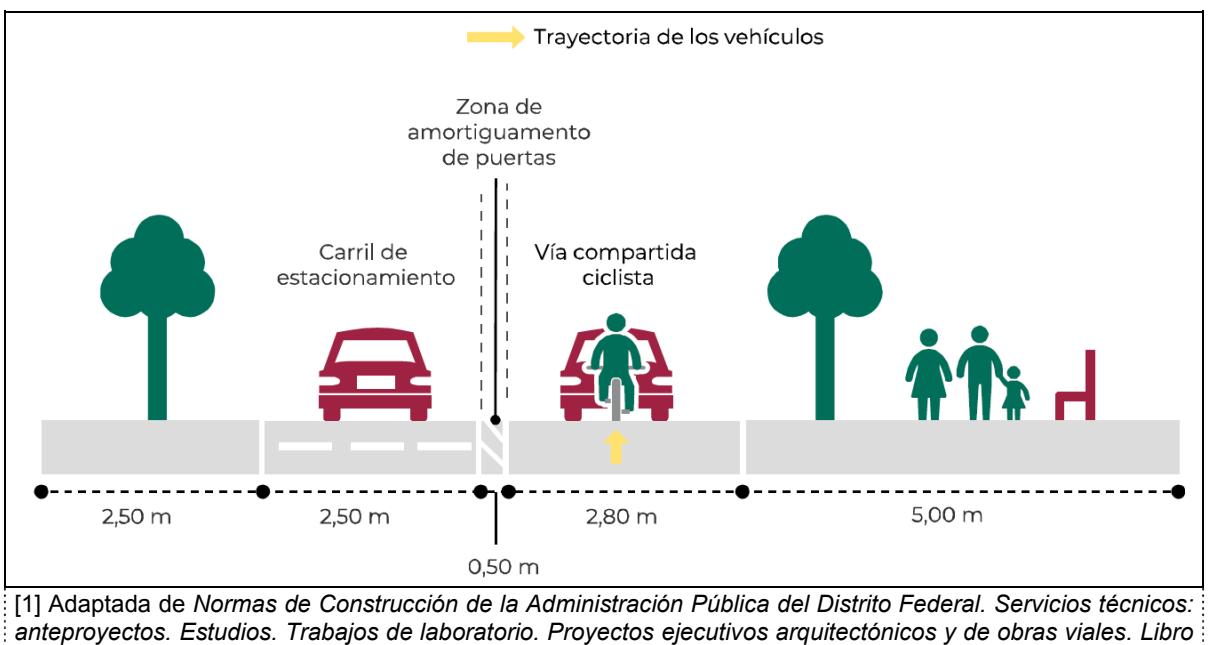 Trayectoria de los vehículos
Zona de
amortiguamento
de puertas
Carril de
estacionamiento
Vía compartida
ciclista
2,50 m
2,50 m
0,50 m
2,80 m
5,00 m
[1] Adaptada de Normas de Construcción de la Administración Pública del Distrito Federal. Servicios técnicos:
anteproyectos. Estudios. Trabajos de laboratorio. Proyectos ejecutivos arquitectónicos y de obras viales. Libro